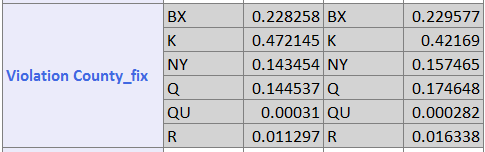 BX 0.228258 BX 0.229577
K 0.472145 K 0.42169
NY 0.143454 NY 0.157465
Violation County_fix
Q 0.144537 Q 0.174648
QU 0.00031 QU 0.000282
R 0.011297 R 0.016338